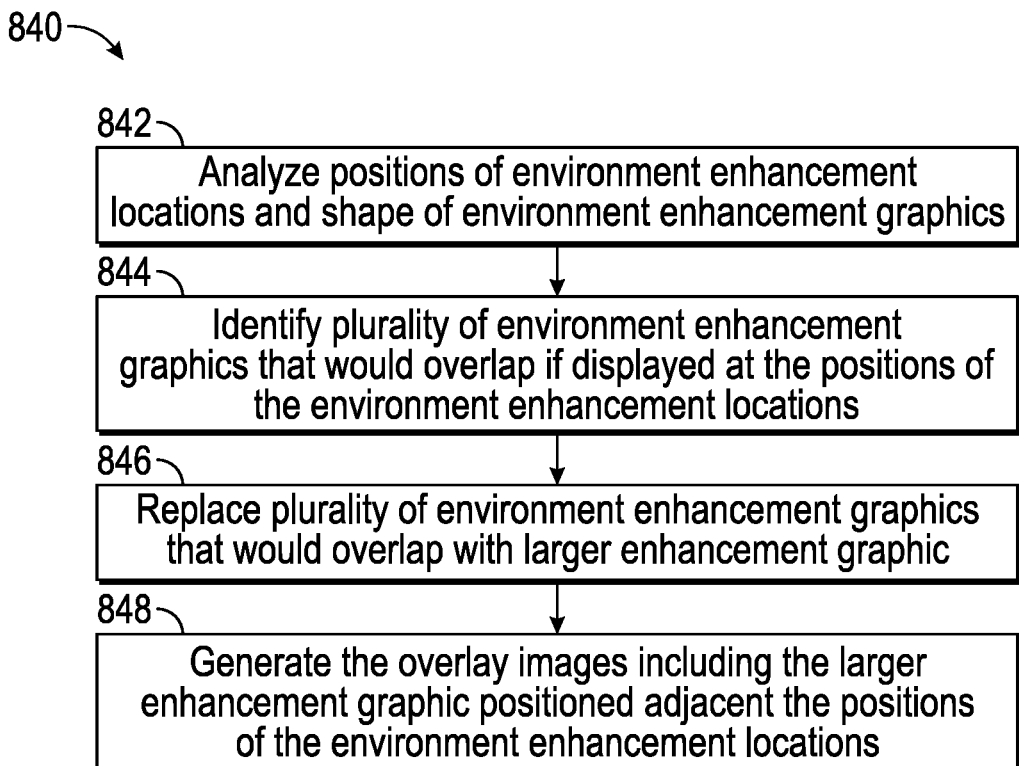 840
842
Analyze positions of environment enhancement
locations and shape of environment enhancement graphics
844
Identify plurality of environment enhancement
graphics that would overlap if displayed at the positions of
the environment enhancement locations
846
Replace plurality of environment enhancement graphics
that would overlap with larger enhancement graphic
848
Generate the overlay images including the larger
enhancement graphic positioned adjacent the positions
of the environment enhancement locations